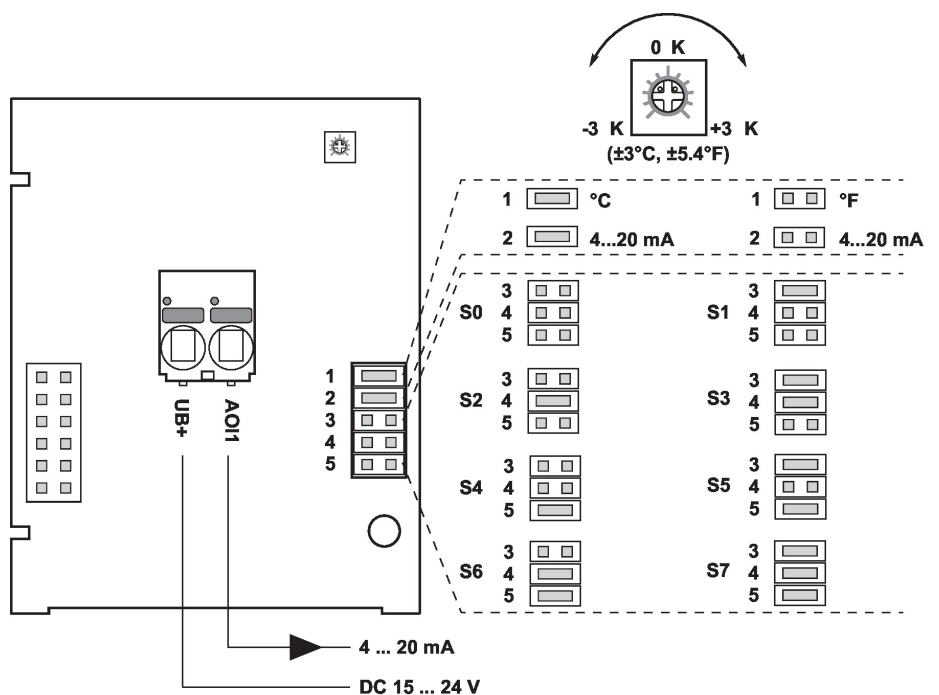 0 K
-3 K
+3 K
(±3°C, ±5.4°F)
1 °C
1 °F
2 4...20 mA
2 4...20 mA
S0 3 4 5
S1 3 4 5
S2 3 4 5
S3 3 4 5
S4 3 4 5
S5 3 4 5
S6 3 4 5
S7 3 4 5
1
2
3
4
5
UB+
AOI1
4 ... 20 mA
DC 15 ... 24 V